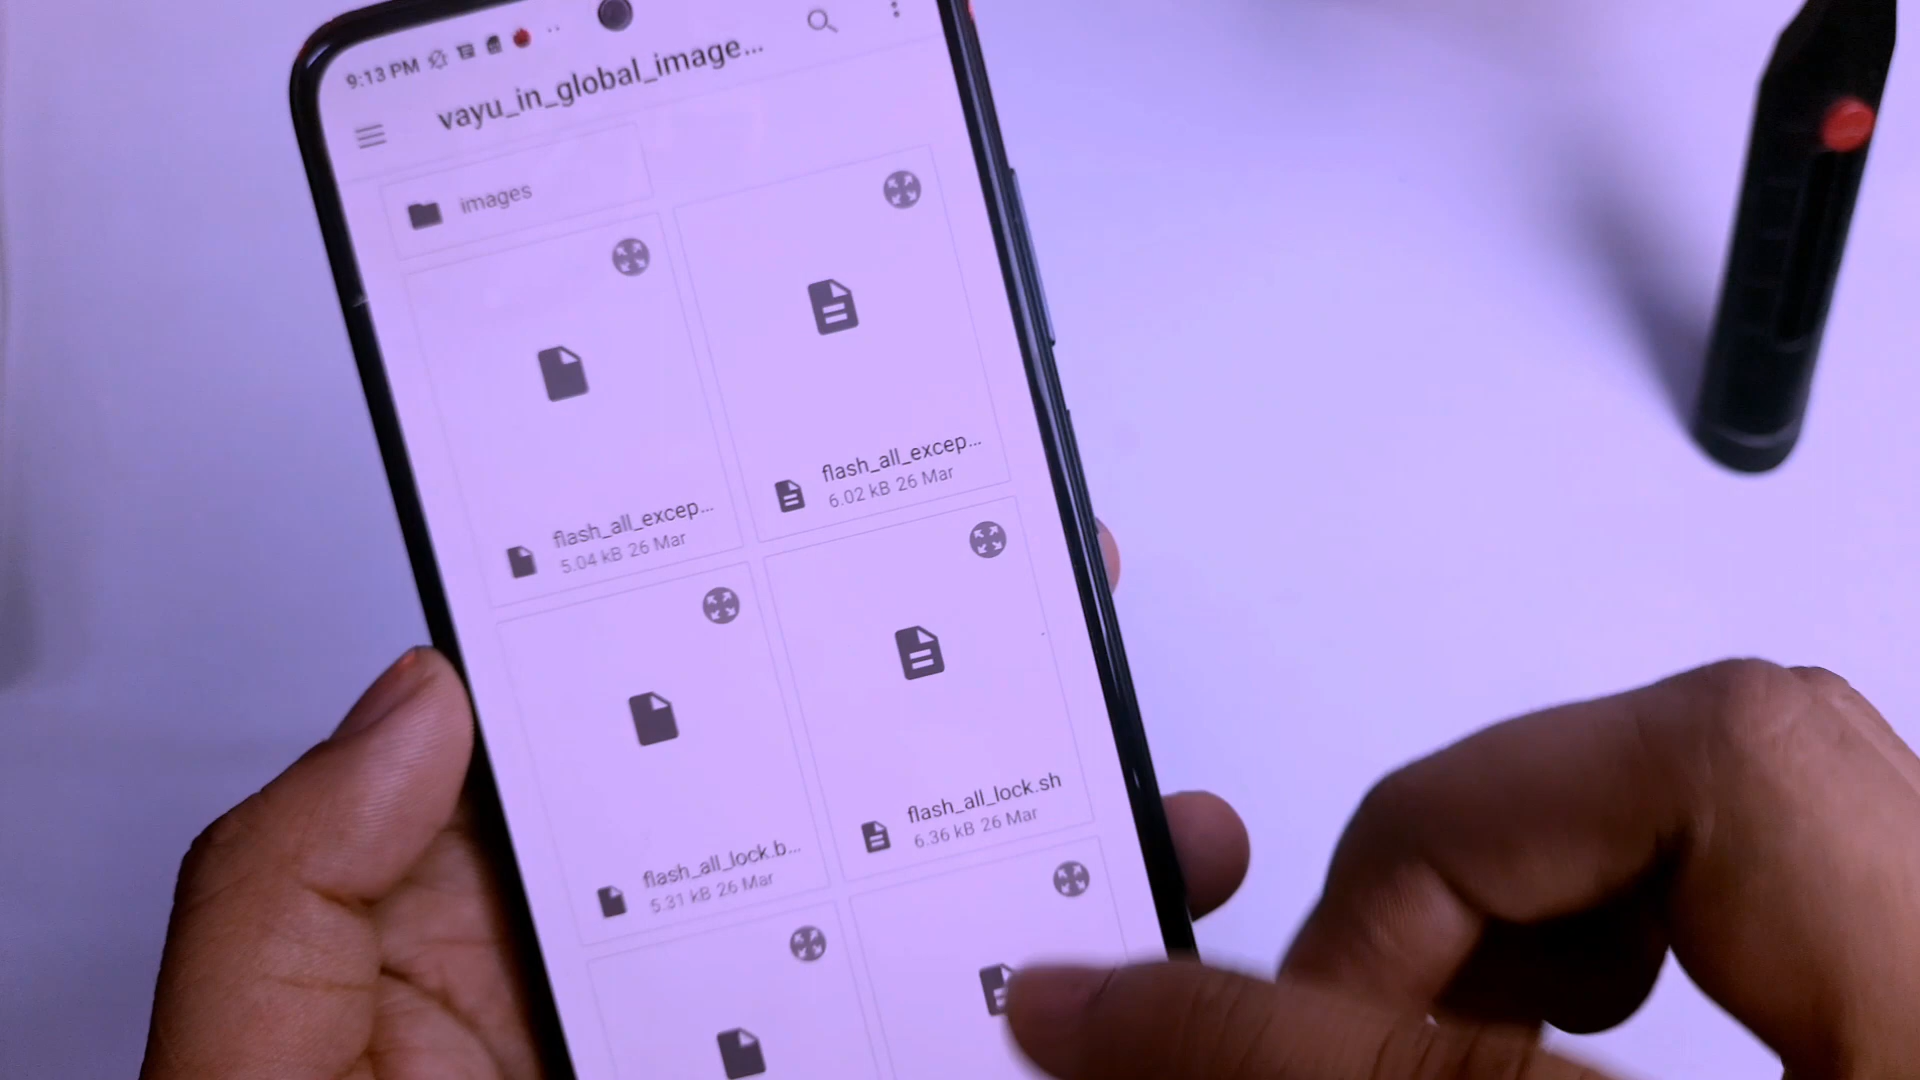 9:13 PM
vayu_in_global_image...
images
flash_all_excep...
6.02 kB 26 Mar
flash_all_excep...
5.04 kB 26 Mar
flash_all_lock.sh
6.36 kB 26 Mar
flash_all_lock.b...
5.31 kB 26 Mar